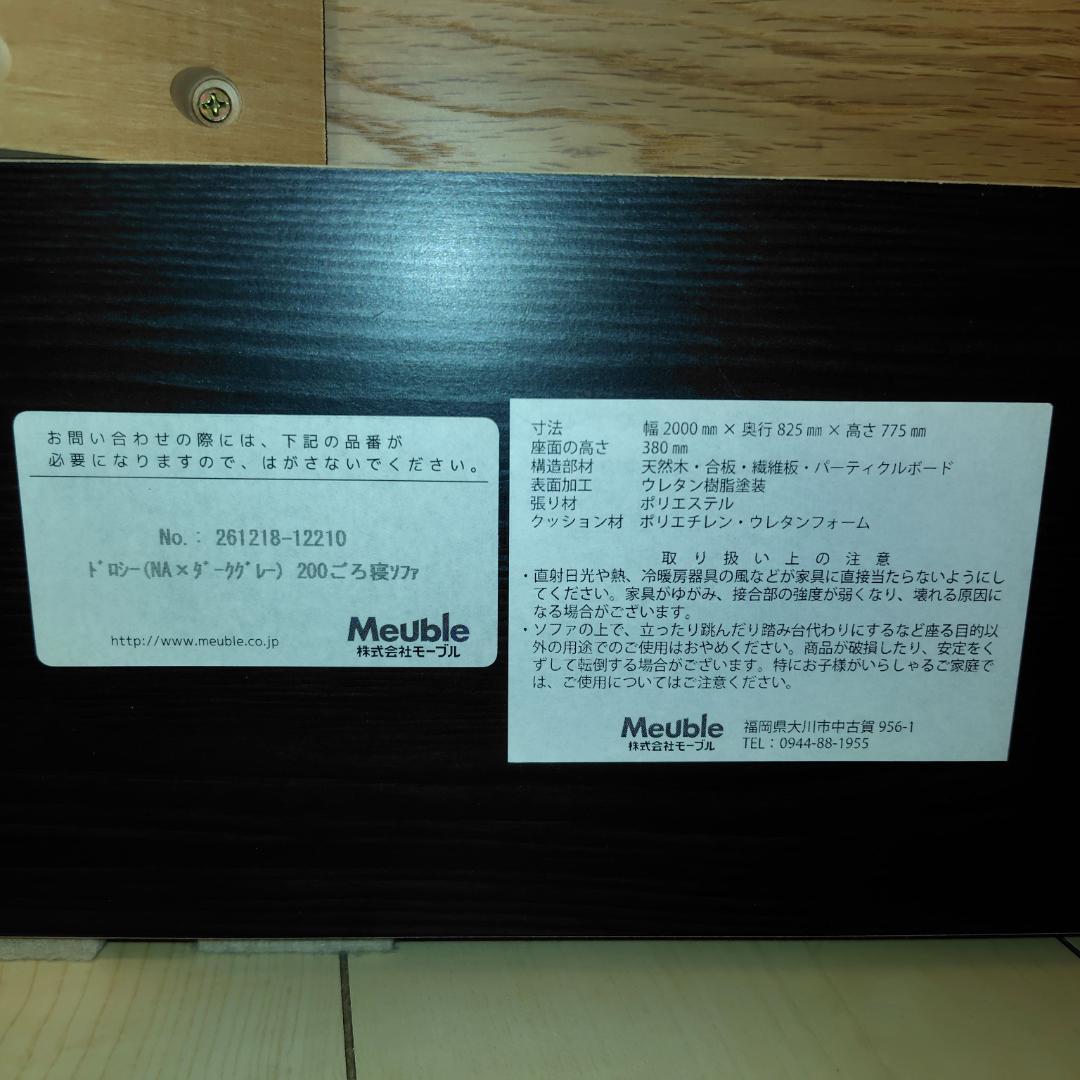 お問い合わせの際には、下記の品番が
必要になりますので、はがさないでください。
No.: 261218-12210
ﾄﾞﾛｼｰ(NA×ﾀﾞｰｸｸﾞﾚｰ) 200ごろ寝ｿﾌｧ
http://www.meuble.co.jp
Meuble
株式会社モーブル
寸法 幅 2000 ㎜ × 奥行 825 ㎜ × 高さ 775 ㎜
座面の高さ 380 ㎜
構造部材 天然木・合板・繊維板・パーティクルボード
表面加工 ウレタン樹脂塗装
張り材 ポリエステル
クッション材 ポリエチレン・ウレタンフォーム
取り扱い上の注意
・直射日光や熱、冷暖房器具の風などが家具に直接当たらないようにし
てください。家具がゆがみ、接合部の強度が弱くなり、壊れる原因に
なる場合がございます。
・ソファの上で、立ったり跳んだり踏み台代わりにするなど座る目的以
外の用途でのご使用はおやめください。商品が破損したり、安定をく
ずして転倒する場合がございます。特にお子様がいらしゃるご家庭で
は、ご使用についてはご注意ください。
Meuble 福岡県大川市中古賀 956-1
株式会社モーブル TEL：0944-88-1955